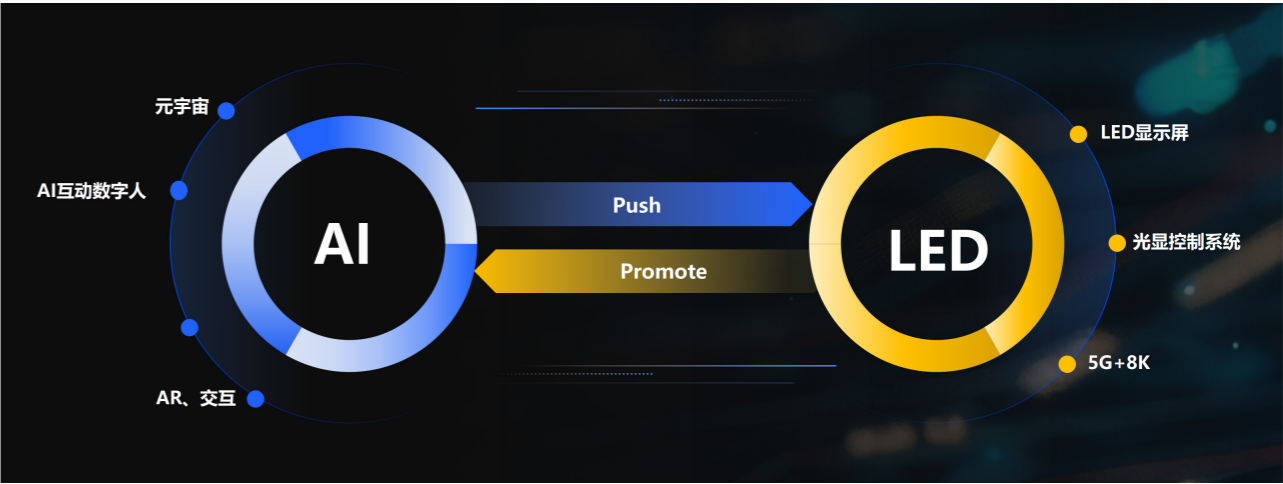 元宇宙
AI互动数字人
AR、交互
AI
Push
Promote
LED
LED显示屏
光显控制系统
5G+8K